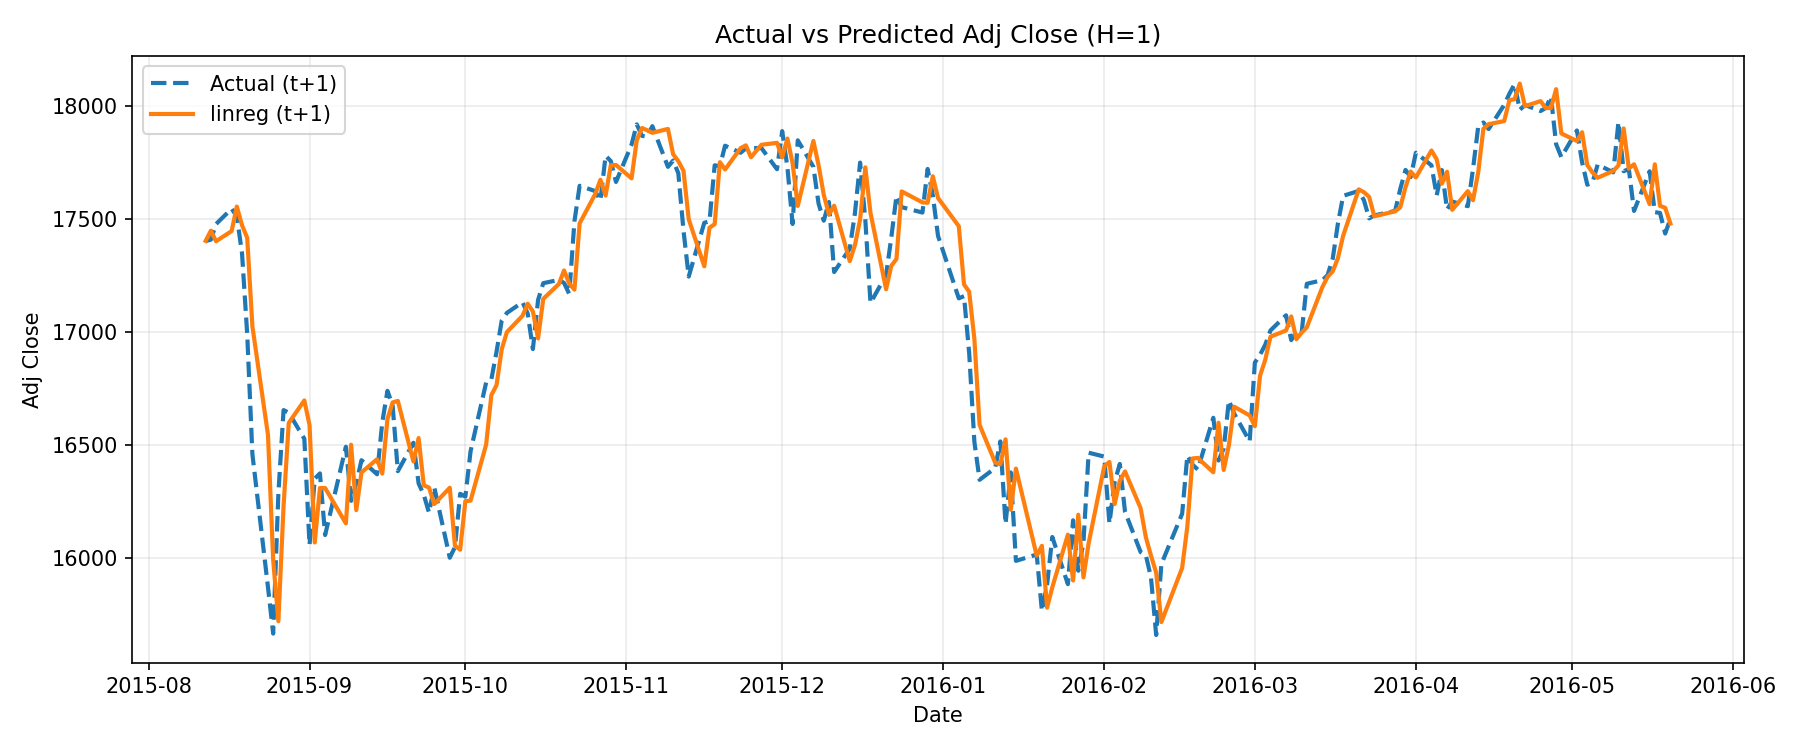 Actual vs Predicted Adj Close (H=1)
Actual (t+1)
linreg (t+1)
Adj Close
18000
17500
17000
16500
16000
2015-08 2015-09 2015-10 2015-11 2015-12 2016-01 2016-02 2016-03 2016-04 2016-05 2016-06
Date